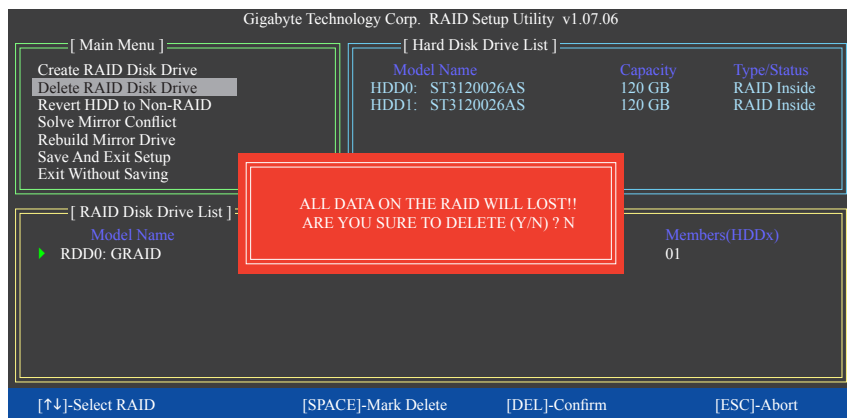 Gigabyte Technology Corp. RAID Setup Utility v1.07.06
[ Main Menu ]
Create RAID Disk Drive
Delete RAID Disk Drive
Revert HDD to Non-RAID
Solve Mirror Conflict
Rebuild Mirror Drive
Save And Exit Setup
Exit Without Saving
[ Hard Disk Drive List ]
Model Name Capacity Type/Status
HDD0: ST3120026AS 120 GB RAID Inside
HDD1: ST3120026AS 120 GB RAID Inside
ALL DATA ON THE RAID WILL LOST!!
ARE YOU SURE TO DELETE (Y/N) ? N
[ RAID Disk Drive List ]
Model Name Members(HDDx)
RDD0: GRAID 01
[↑↓]-Select RAID [SPACE]-Mark Delete [DEL]-Confirm [ESC]-Abort